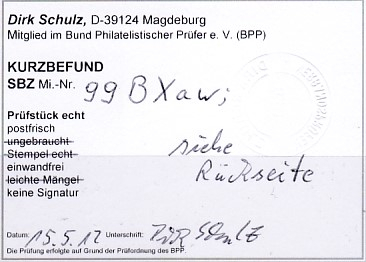 Dirk Schulz, D-39124 Magdeburg
Mitglied im Bund Philatelistischer Prüfer e. V. (BPP)
KURZBEFUND
SBZ Mi.-Nr. 99 B X a w ;
Prüfstück echt
postfrisch
ungebraucht
Stempel echt
einwandfrei
leichte Mängel
keine Signatur
siehe
Rückseite
Datum: 15.5.12 Unterschrift: Dirk Schulz
Die Prüfung erfolgte auf Grund der Prüfordnung des BPP.